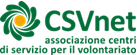 CSVnet
associazione centri
di servizio per il volontariato